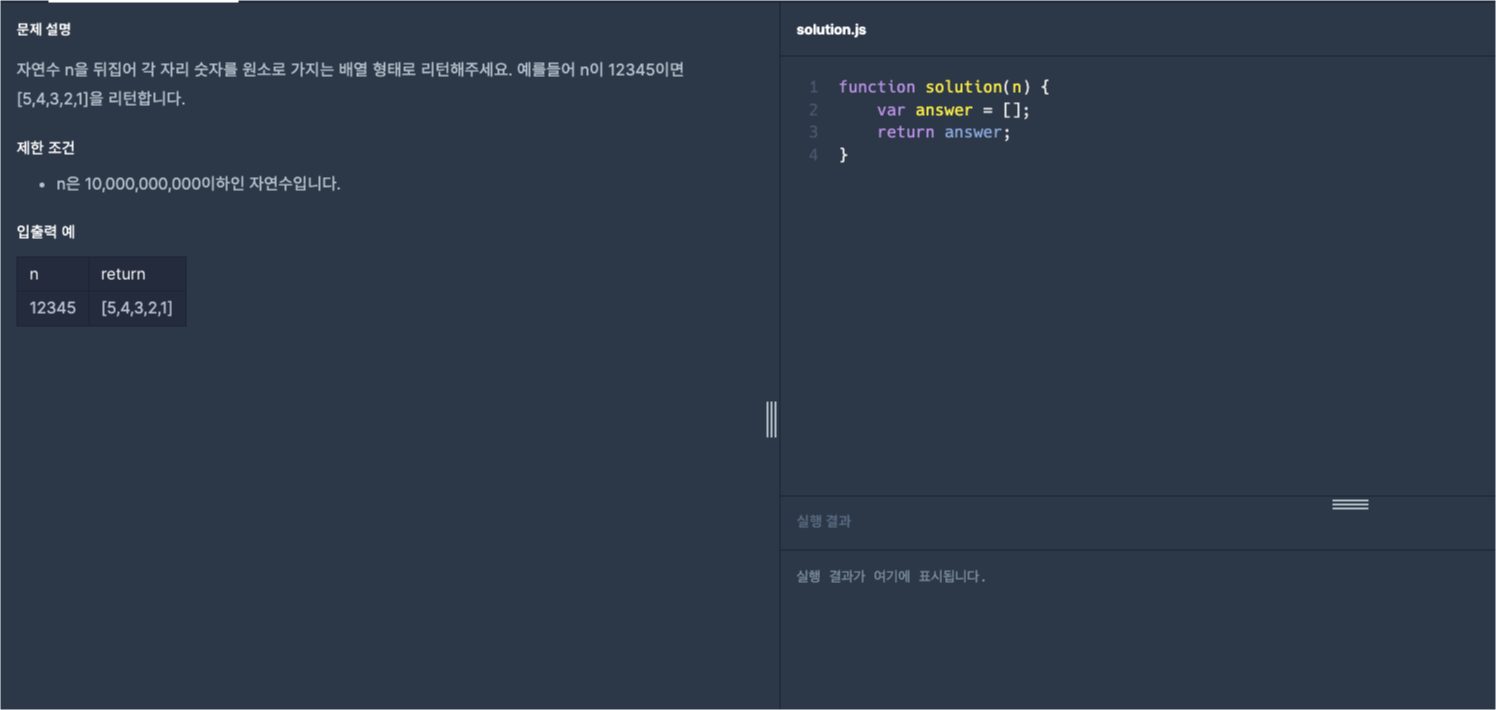 문제 설명
자연수 n을 뒤집어 각 자리 숫자를 원소로 가지는 배열 형태로 리턴해주세요. 예를들어 n이 12345이면
[5,4,3,2,1]을 리턴합니다.
제한 조건
• n은 10,000,000,000이하인 자연수입니다.
입출력 예
n return
12345 [5,4,3,2,1]
solution.js
1 function solution(n) {
2     var answer = [];
3     return answer;
4 }
실행 결과
실행 결과가 여기에 표시됩니다.